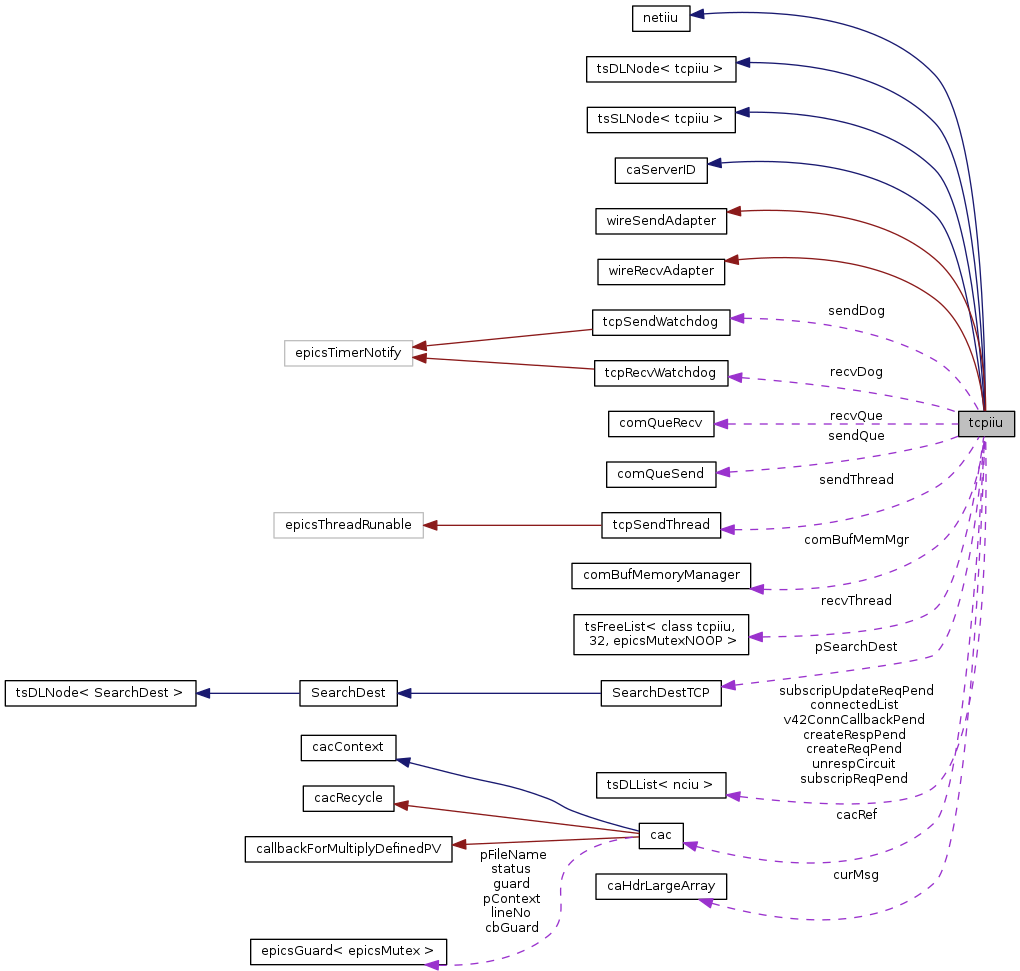 netiiu
tsDLNode< tcpiiu >
tsSLNode< tcpiiu >
caServerID
wireSendAdapter
wireRecvAdapter
sendDog
tcpSendWatchdog
epicsTimerNotify
recvDog
tcpRecvWatchdog
recvQue
comQueRecv
tcpiiu
sendQue
comQueSend
sendThread
epicsThreadRunable
tcpSendThread
comBufMemMgr
comBufMemoryManager
recvThread
tsFreeList< class tcpiiu,
32, epicsMutexNOOP >
pSearchDest
tsDLNode< SearchDest >
SearchDest
SearchDestTCP
subscripUpdateReqPend
connectedList
v42ConnCallbackPend
createRespPend
createReqPend
unrespCircuit
subscripReqPend
cacContext
tsDLList< nciu >
cacRecycle
cacRef
cac
callbackForMultiplyDefinedPV
pFileName
status
guard
pContext
lineNo
cbGuard
curMsg
caHdrLargeArray
epicsGuard< epicsMutex >